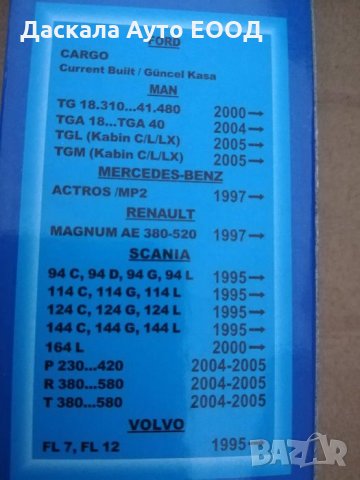 Даскала Ауто ЕООД
FORD
CARGO
Current Built / Güncel Kasa
MAN
TG 18.310...41.480 2000→
TGA 18...TGA 40 2004→
TGL (Kabin C/L/LX) 2005→
TGM (Kabin C/L/LX) 2005→
MERCEDES-BENZ
ACTROS /MP2 1997→
RENAULT
MAGNUM AE 380-520 1997→
SCANIA
94 C, 94 D, 94 G, 94 L 1995→
114 C, 114 G, 114 L 1995→
124 C, 124 G, 124 L 1995→
144 C, 144 G, 144 L 1995→
164 L 2000→
P 230...420 2004-2005
R 380...580 2004-2005
T 380...580 2004-2005
VOLVO
FL 7, FL 12 1995→
BAZAR
bg